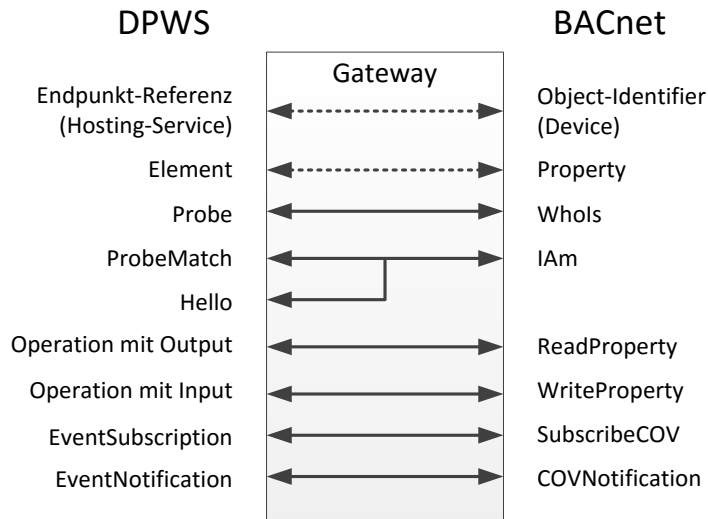 DPWS
BACnet
Gateway
Endpunkt-Referenz
(Hosting-Service)
Object-Identifier
(Device)
Element
Property
Probe
WhoIs
ProbeMatch
IAm
Hello
Operation mit Output
ReadProperty
Operation mit Input
WriteProperty
EventSubscription
SubscribeCOV
EventNotification
COVNotification